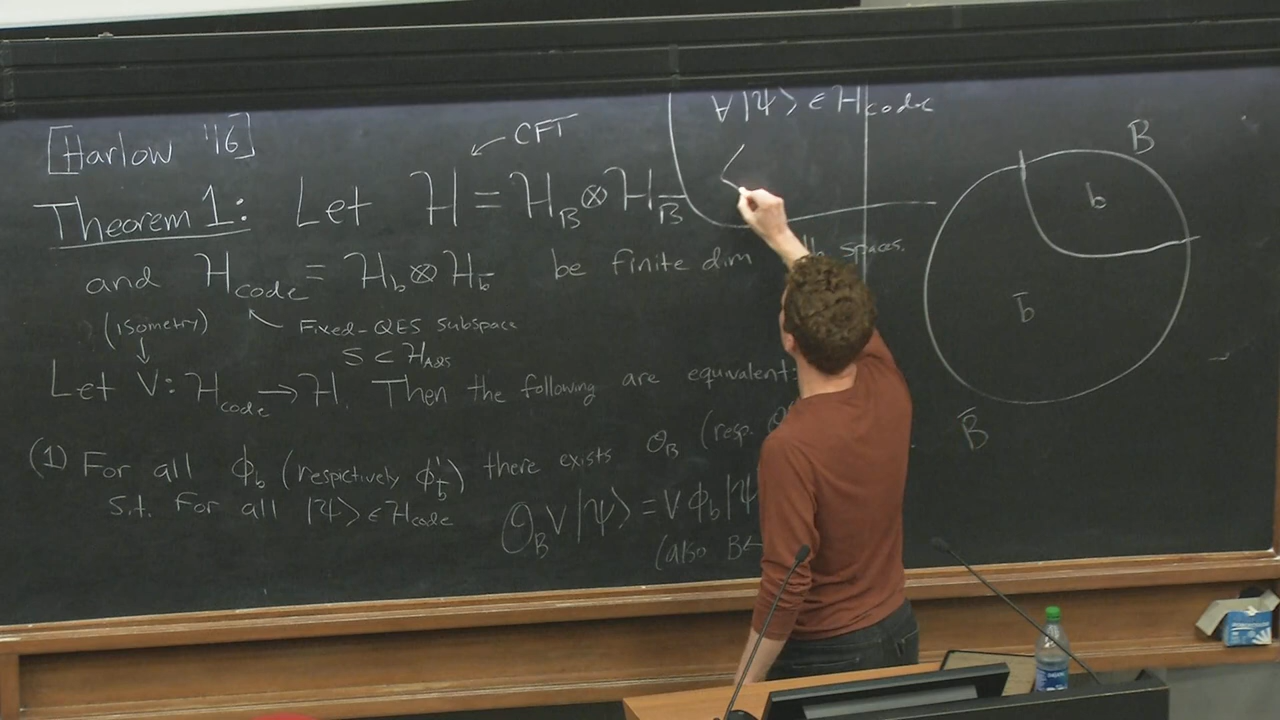 [Harlow '16]
CFT
Theorem 1: Let H = H_B ⊗ H_B̄
and H_code = H_b ⊗ H_b̄ be finite dim spaces.
(isometry) Fixed-QES subspace
S ⊂ H_AdS
Let V: H_code → H. Then the following are equivalent:
(1) For all ϕ_b (respictively ϕ'_b̄) there exists O_B (resp.
s.t. For all |ψ⟩ ∈ H_code O_B V|ψ⟩ = V ϕ_b |ψ
(also B←
∀ |ψ⟩ ∈ H_code
B
b
b̄
B̄